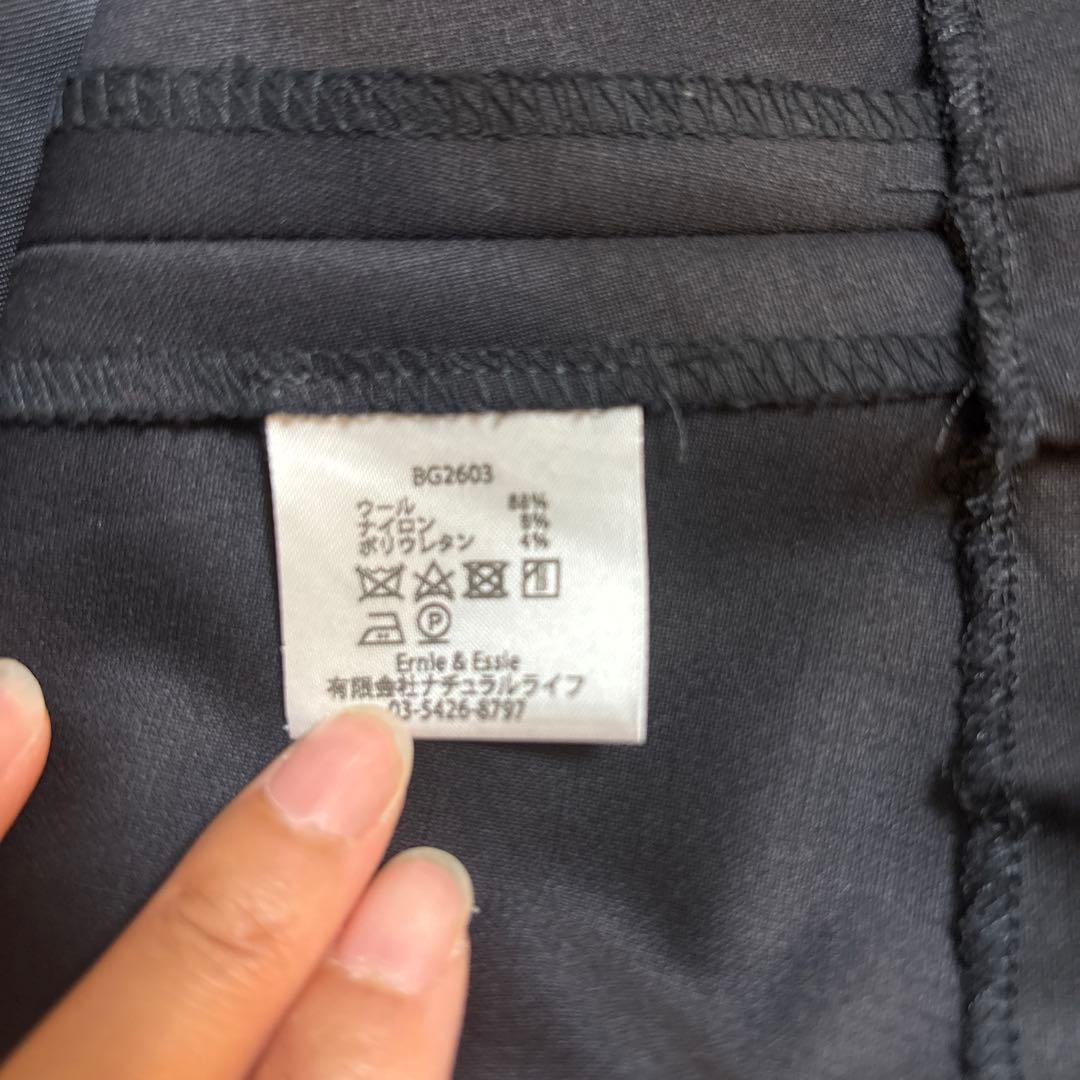 BG2603
ウール 88%
ナイロン 8%
ポリウレタン 4%
P
Ernie & Essie
有限会社ナチュラルライフ
03-5426-8797